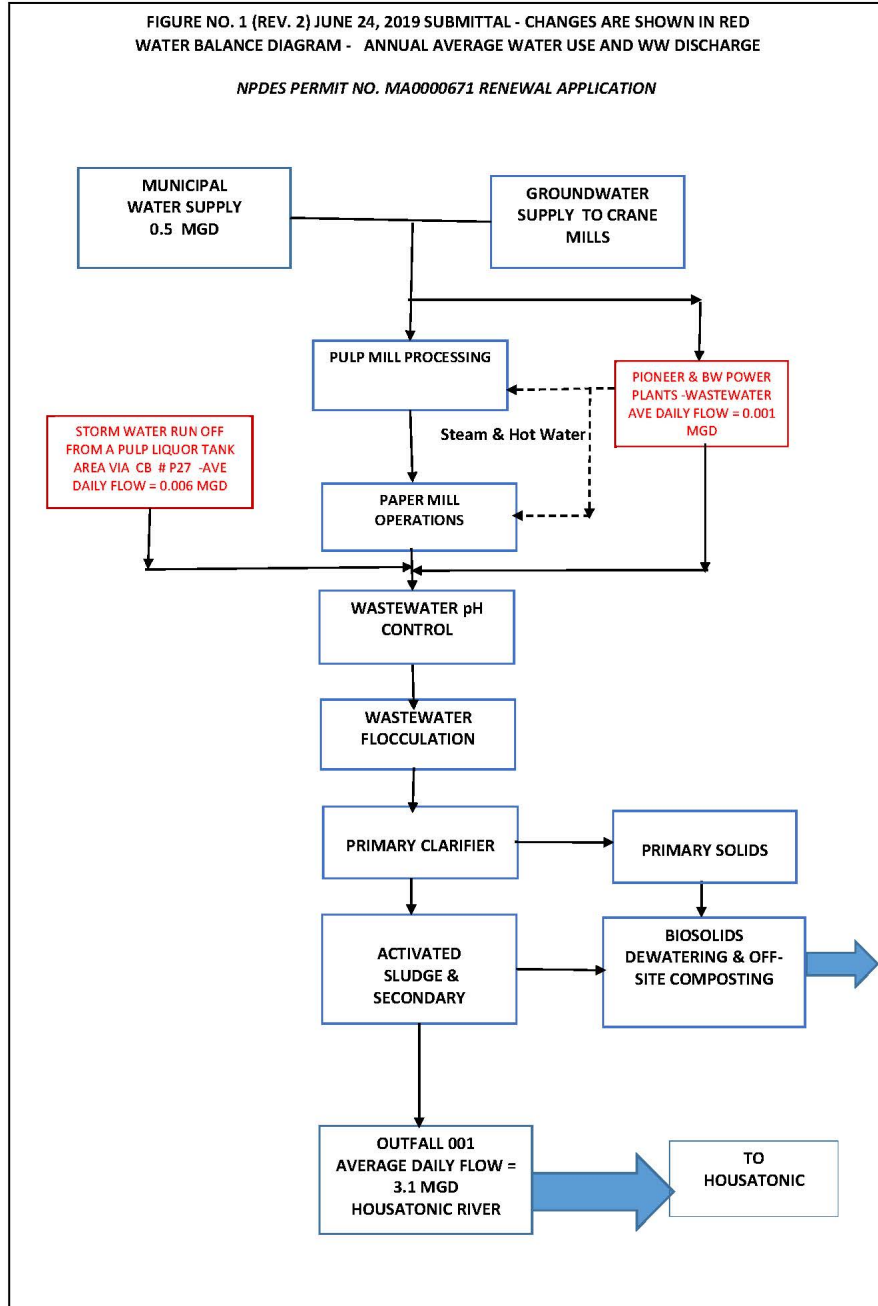 FIGURE NO. 1 (REV. 2) JUNE 24, 2019 SUBMITTAL - CHANGES ARE SHOWN IN RED
WATER BALANCE DIAGRAM - ANNUAL AVERAGE WATER USE AND WW DISCHARGE
NPDES PERMIT NO. MA0000671 RENEWAL APPLICATION
MUNICIPAL
WATER SUPPLY
0.5 MGD
GROUNDWATER
SUPPLY TO CRANE
MILLS
PULP MILL PROCESSING
PIONEER & BW POWER
PLANTS -WASTEWATER
AVE DAILY FLOW = 0.001
MGD
Steam & Hot Water
STORM WATER RUN OFF
FROM A PULP LIQUOR TANK
AREA VIA CB # P27 -AVE
DAILY FLOW = 0.006 MGD
PAPER MILL
OPERATIONS
WASTEWATER pH
CONTROL
WASTEWATER
FLOCCULATION
PRIMARY CLARIFIER
PRIMARY SOLIDS
ACTIVATED
SLUDGE &
SECONDARY
BIOSOLIDS
DEWATERING & OFF-
SITE COMPOSTING
OUTFALL 001
AVERAGE DAILY FLOW =
3.1 MGD
HOUSATONIC RIVER
TO
HOUSATONIC